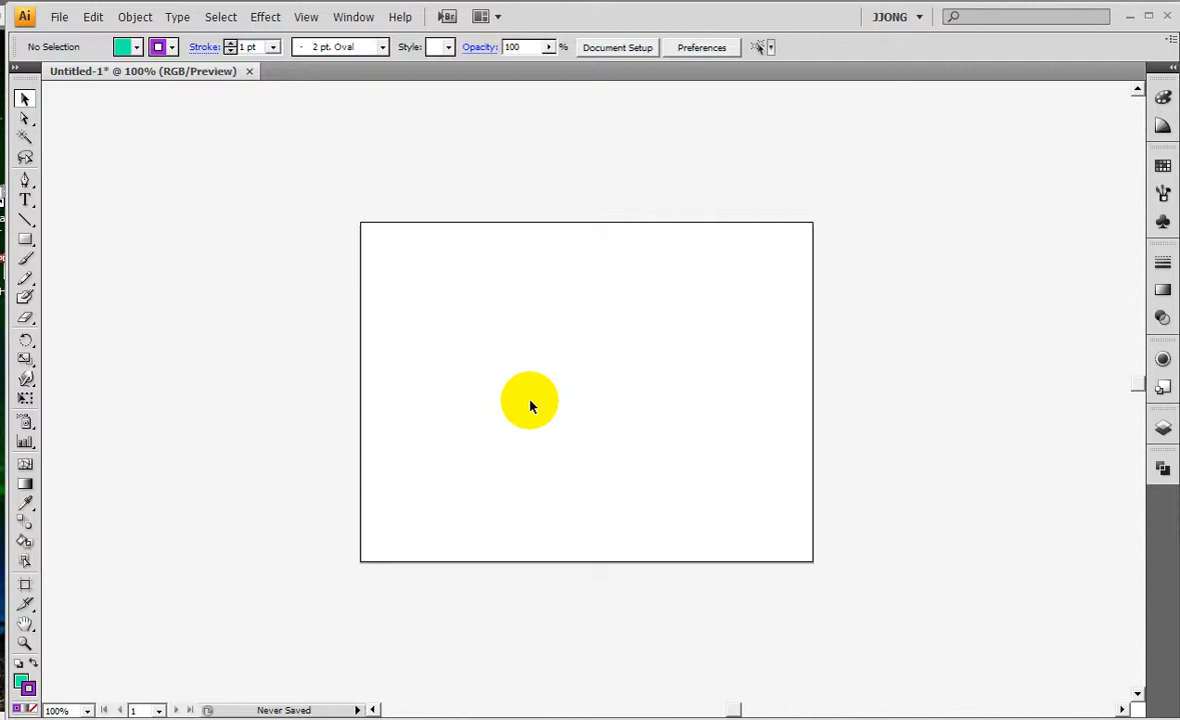 Ai File Edit Object Type Select Effect View Window Help Br JJONG
No Selection Stroke: 1 pt 2 pt. Oval Style: Opacity: 100 % Document Setup Preferences
Untitled-1* @ 100% (RGB/Preview)
T
100% 1 Never Saved